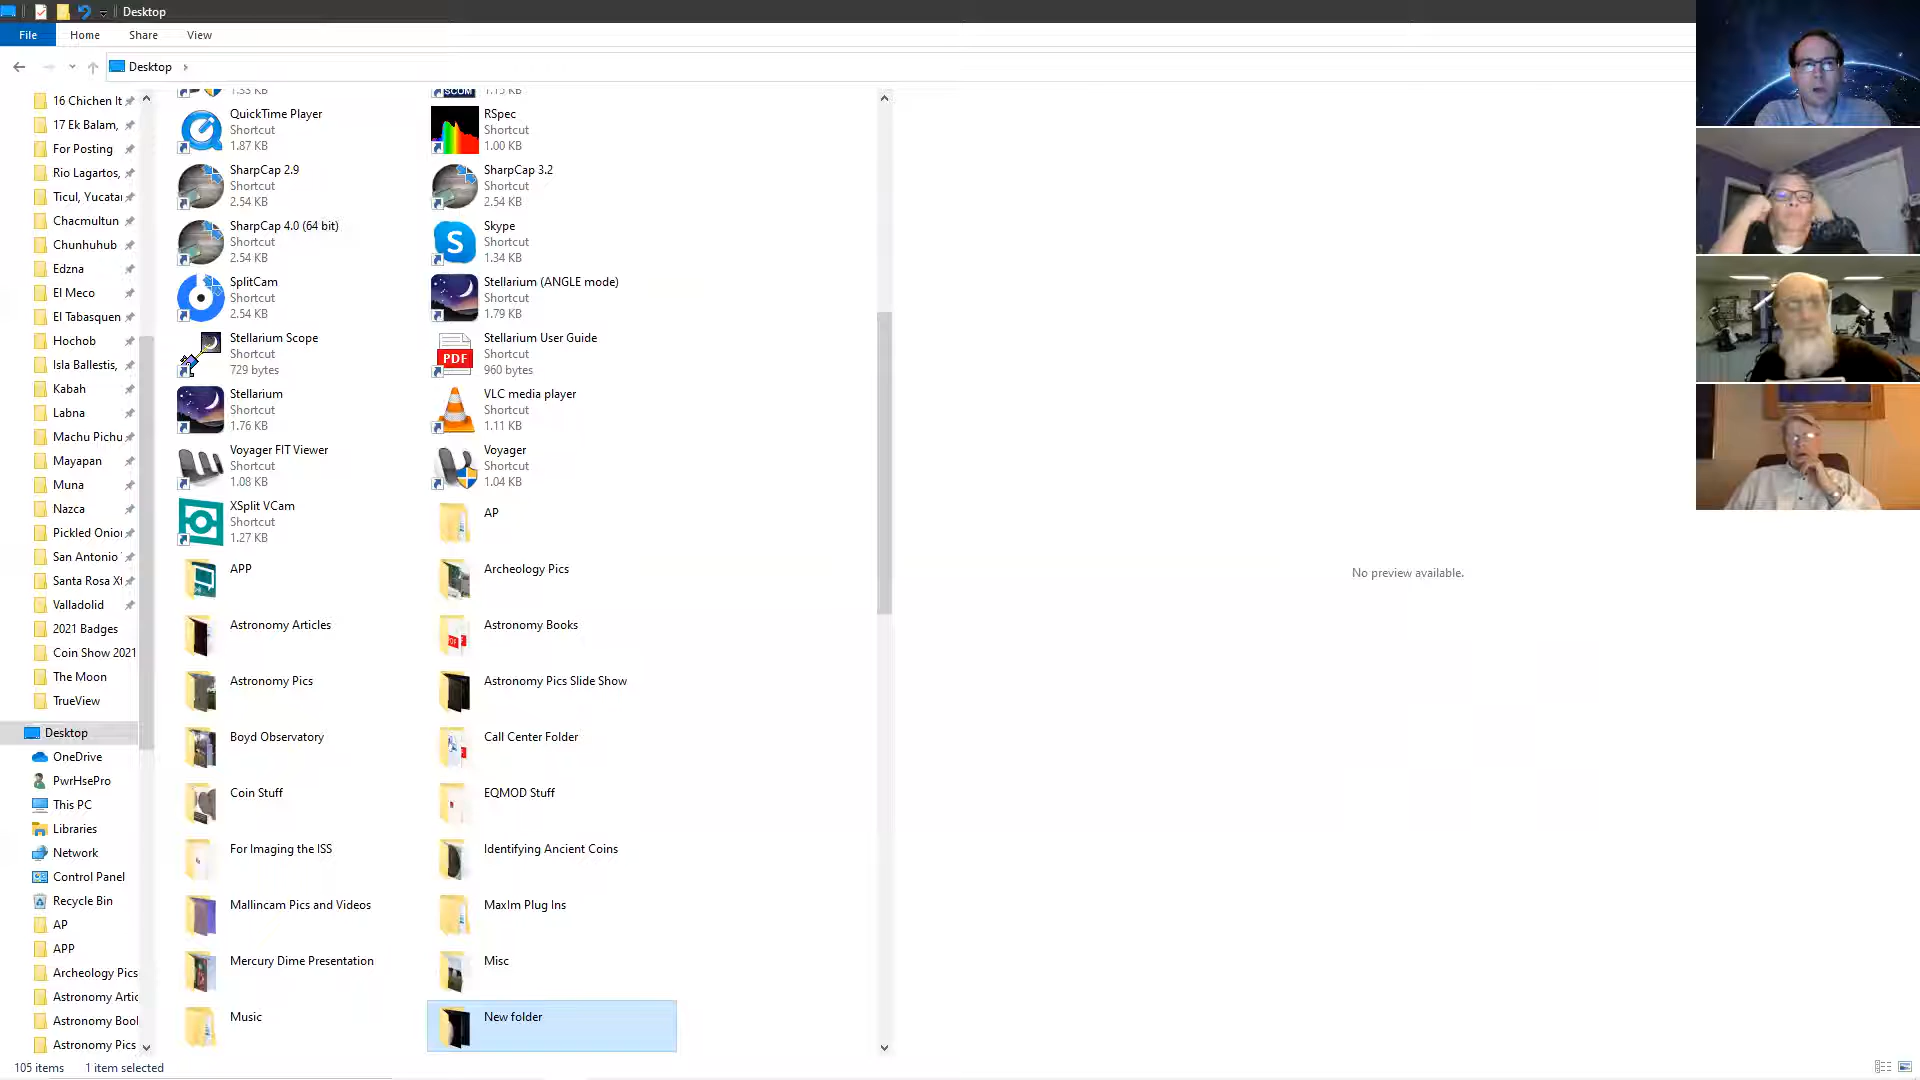 Desktop
File Home Share View
Desktop
16 Chichen It
17 Ek Balam,
For Posting
Rio Lagartos,
Ticul, Yucata
Chacmultun
Chunhuhub
Edzna
El Meco
El Tabasquen
Hochob
Isla Ballestis,
Kabah
Labna
Machu Pichu
Mayapan
Muna
Nazca
Pickled Onio
San Antonio
Santa Rosa Xt
Valladolid
2021 Badges
Coin Show 2021
The Moon
TrueView
Desktop
OneDrive
PwrHsePro
This PC
Libraries
Network
Control Panel
Recycle Bin
AP
APP
Archeology Pics
Astronomy Artic
Astronomy Bool
Astronomy Pics
1.33 KB
SCOM
1.15 KB
QuickTime Player
Shortcut
1.87 KB
RSpec
Shortcut
1.00 KB
SharpCap 2.9
Shortcut
2.54 KB
SharpCap 3.2
Shortcut
2.54 KB
SharpCap 4.0 (64 bit)
Shortcut
2.54 KB
S
Skype
Shortcut
1.34 KB
SplitCam
Shortcut
2.54 KB
Stellarium (ANGLE mode)
Shortcut
1.79 KB
Stellarium Scope
Shortcut
729 bytes
PDF
Stellarium User Guide
Shortcut
960 bytes
Stellarium
Shortcut
1.76 KB
VLC media player
Shortcut
1.11 KB
Voyager FIT Viewer
Shortcut
1.08 KB
Voyager
Shortcut
1.04 KB
XSplit VCam
Shortcut
1.27 KB
AP
APP
Archeology Pics
Astronomy Articles
Astronomy Books
Astronomy Pics
Astronomy Pics Slide Show
Boyd Observatory
Call Center Folder
Coin Stuff
EQMOD Stuff
For Imaging the ISS
Identifying Ancient Coins
Mallincam Pics and Videos
MaxIm Plug Ins
Mercury Dime Presentation
Misc
Music
New folder
No preview available.
105 items 1 item selected